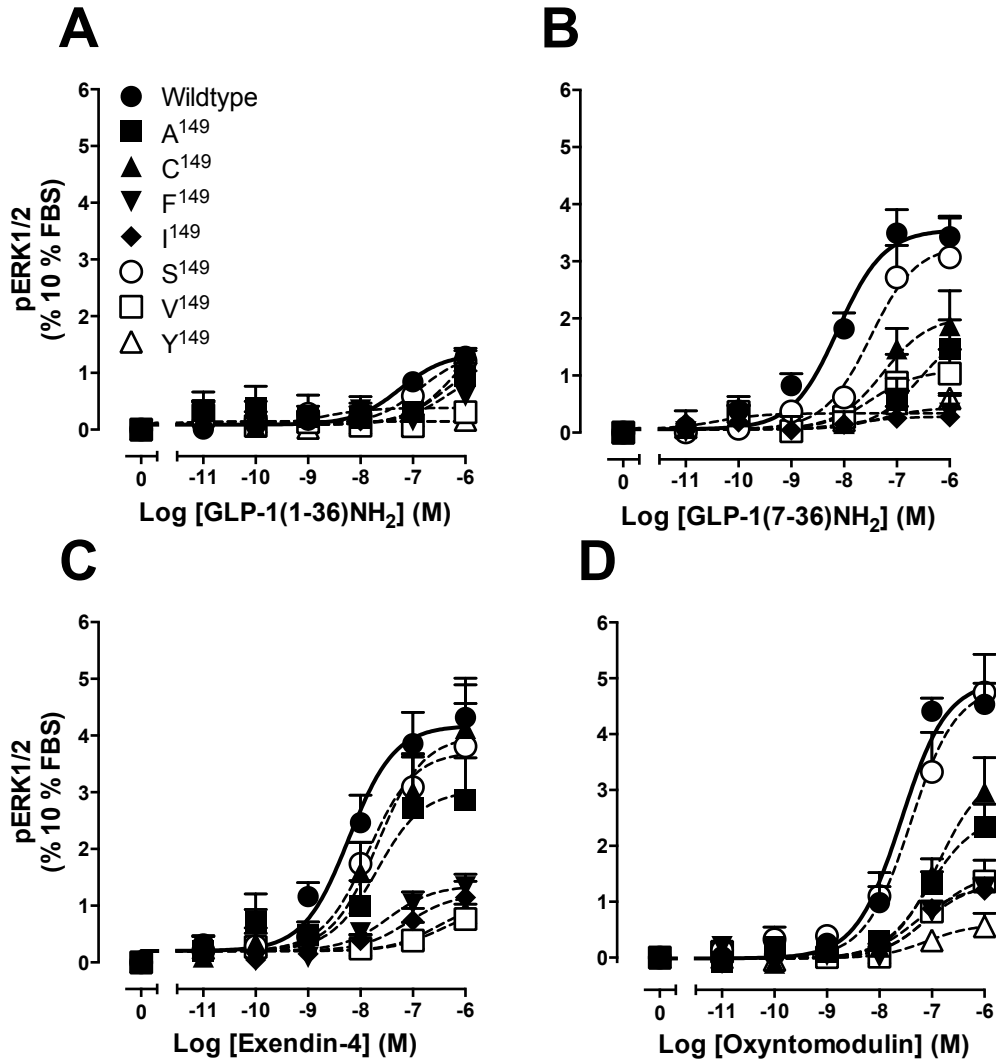 A
B
6
5
4
3
2
1
0
pERK1/2
(% 10 % FBS)
Wildtype
A¹⁴⁹
C¹⁴⁹
F¹⁴⁹
I¹⁴⁹
S¹⁴⁹
V¹⁴⁹
Y¹⁴⁹
0 -11 -10 -9 -8 -7 -6
Log [GLP-1(1-36)NH₂] (M)
6
5
4
3
2
1
0
0 -11 -10 -9 -8 -7 -6
Log [GLP-1(7-36)NH₂] (M)
C
D
6
5
4
3
2
1
0
pERK1/2
(% 10 % FBS)
0 -11 -10 -9 -8 -7 -6
Log [Exendin-4] (M)
6
5
4
3
2
1
0
0 -11 -10 -9 -8 -7 -6
Log [Oxyntomodulin] (M)